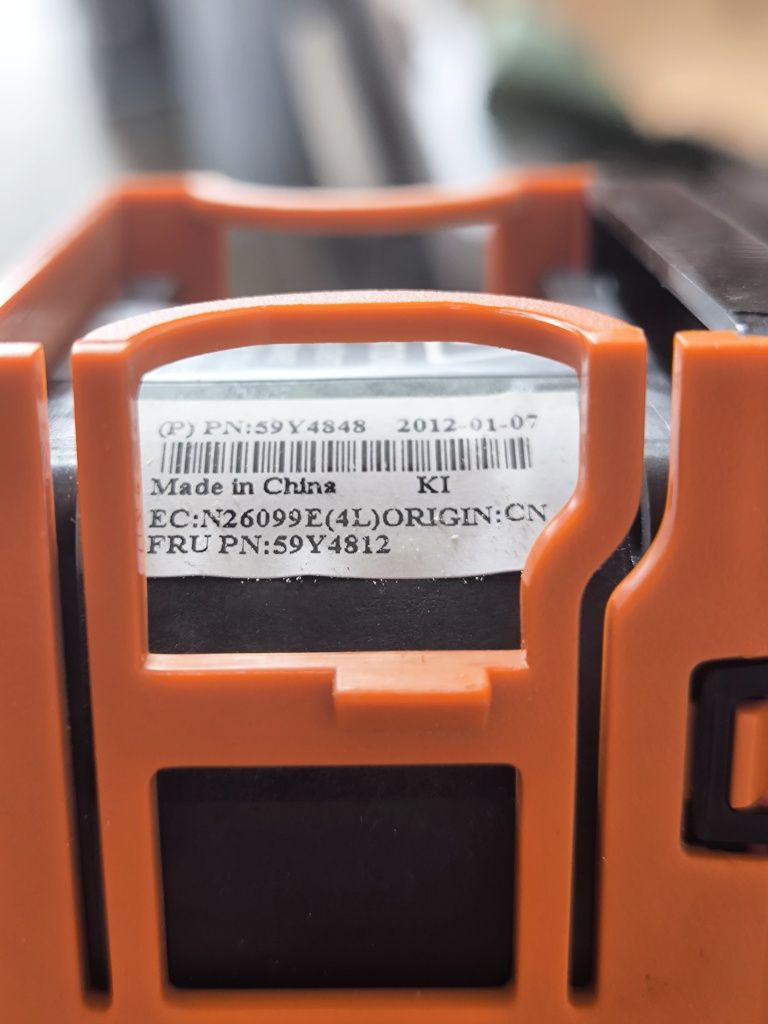 (P) PN:59Y4848 2012-01-07
Made in China KI
EC:N26099E(4L)ORIGIN:CN
FRU PN:59Y4812